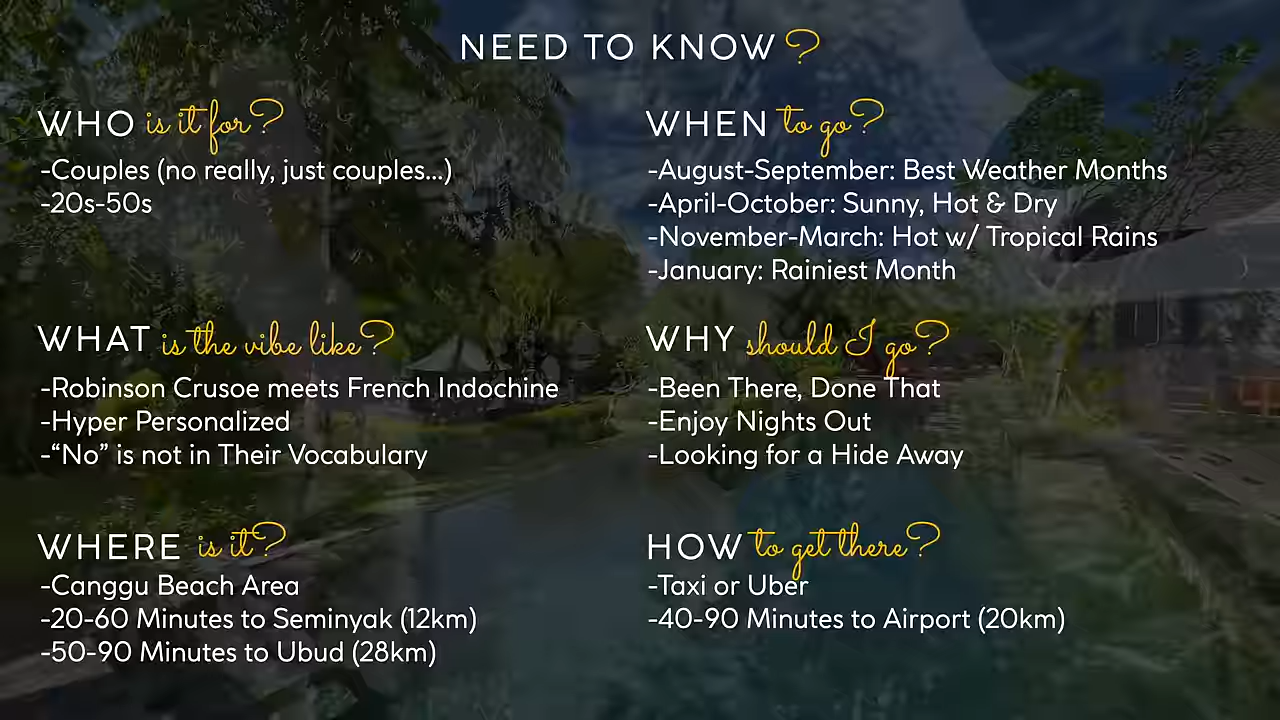 NEED TO KNOW?
WHO is it for?
-Couples (no really, just couples...)
-20s-50s
WHAT is the vibe like?
-Robinson Crusoe meets French Indochine
-Hyper Personalized
-“No” is not in Their Vocabulary
WHERE is it?
-Canggu Beach Area
-20-60 Minutes to Seminyak (12km)
-50-90 Minutes to Ubud (28km)
WHEN to go?
-August-September: Best Weather Months
-April-October: Sunny, Hot & Dry
-November-March: Hot w/ Tropical Rains
-January: Rainiest Month
WHY should I go?
-Been There, Done That
-Enjoy Nights Out
-Looking for a Hide Away
HOW to get there?
-Taxi or Uber
-40-90 Minutes to Airport (20km)